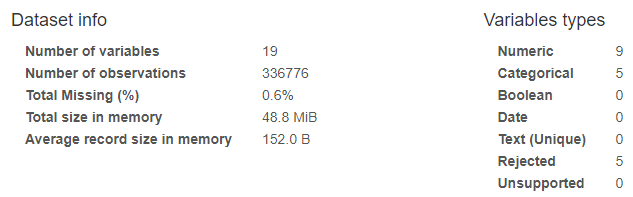 Dataset info
Number of variables 19
Number of observations 336776
Total Missing (%) 0.6%
Total size in memory 48.8 MiB
Average record size in memory 152.0 B
Variables types
Numeric 9
Categorical 5
Boolean 0
Date 0
Text (Unique) 0
Rejected 5
Unsupported 0